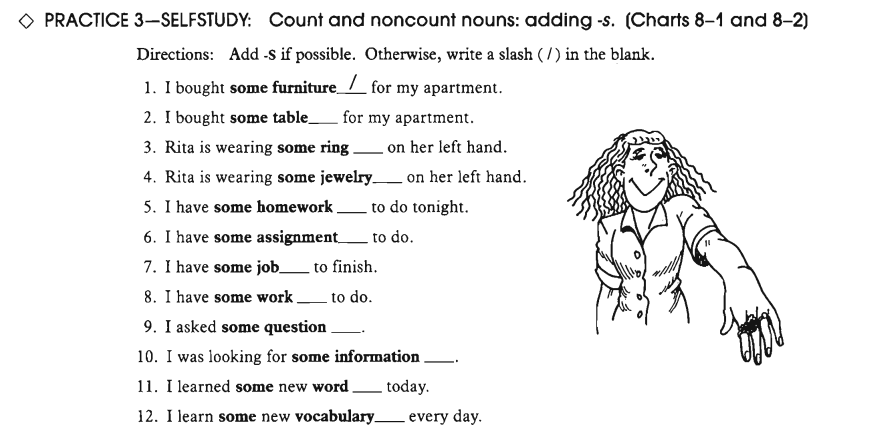 ◇ PRACTICE 3—SELFSTUDY: Count and noncount nouns: adding -s. (Charts 8–1 and 8–2)
Directions: Add -s if possible. Otherwise, write a slash ( / ) in the blank.
1. I bought some furniture_/_ for my apartment.
2. I bought some table___ for my apartment.
3. Rita is wearing some ring ___ on her left hand.
4. Rita is wearing some jewelry___ on her left hand.
5. I have some homework ___ to do tonight.
6. I have some assignment___ to do.
7. I have some job___ to finish.
8. I have some work ___ to do.
9. I asked some question ___.
10. I was looking for some information ___.
11. I learned some new word ___ today.
12. I learn some new vocabulary___ every day.